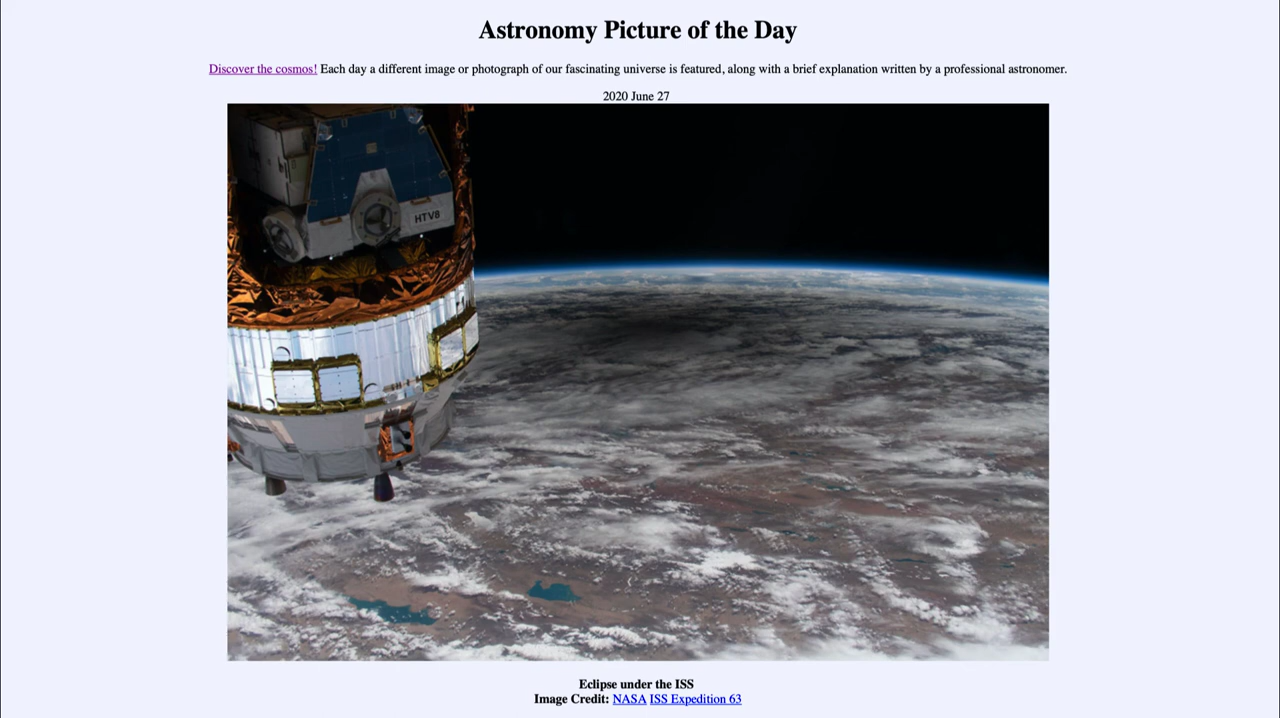 Astronomy Picture of the Day
Discover the cosmos! Each day a different image or photograph of our fascinating universe is featured, along with a brief explanation written by a professional astronomer.
2020 June 27
HTV8
Eclipse under the ISS
Image Credit: NASA ISS Expedition 63